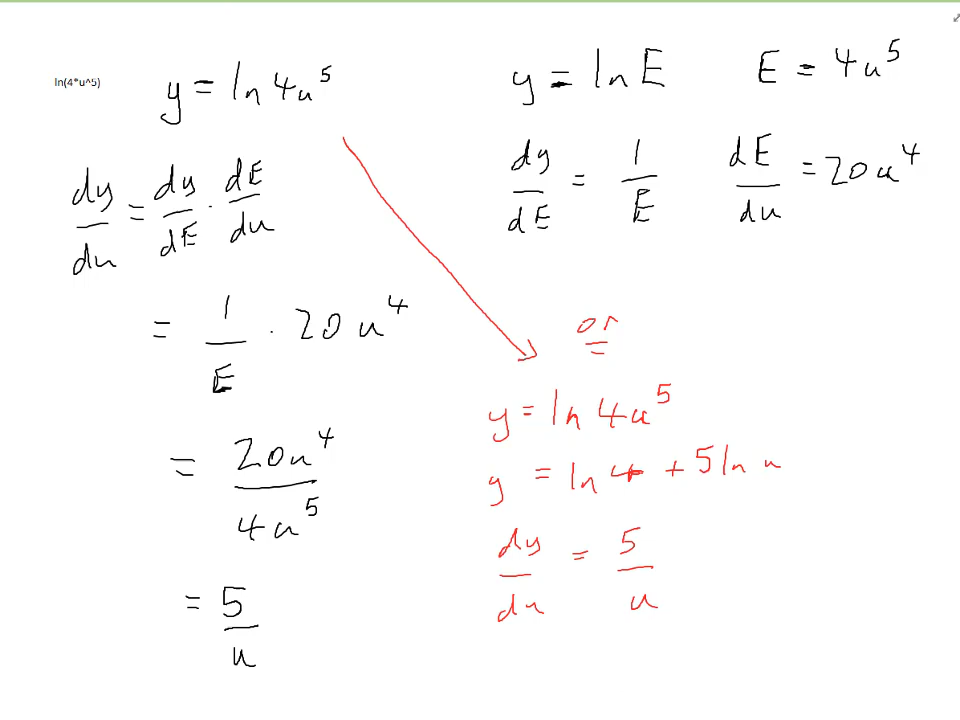 ln(4*u^5)
y = ln 4u^5
dy/du = dy/dE · dE/du
= 1/E · 20u^4
= 20u^4/4u^5
= 5/u
y = ln E    E = 4u^5
dy/dE = 1/E    dE/du = 20u^4
or
y = ln 4u^5
y = ln 4 + 5 ln u
dy/du = 5/u